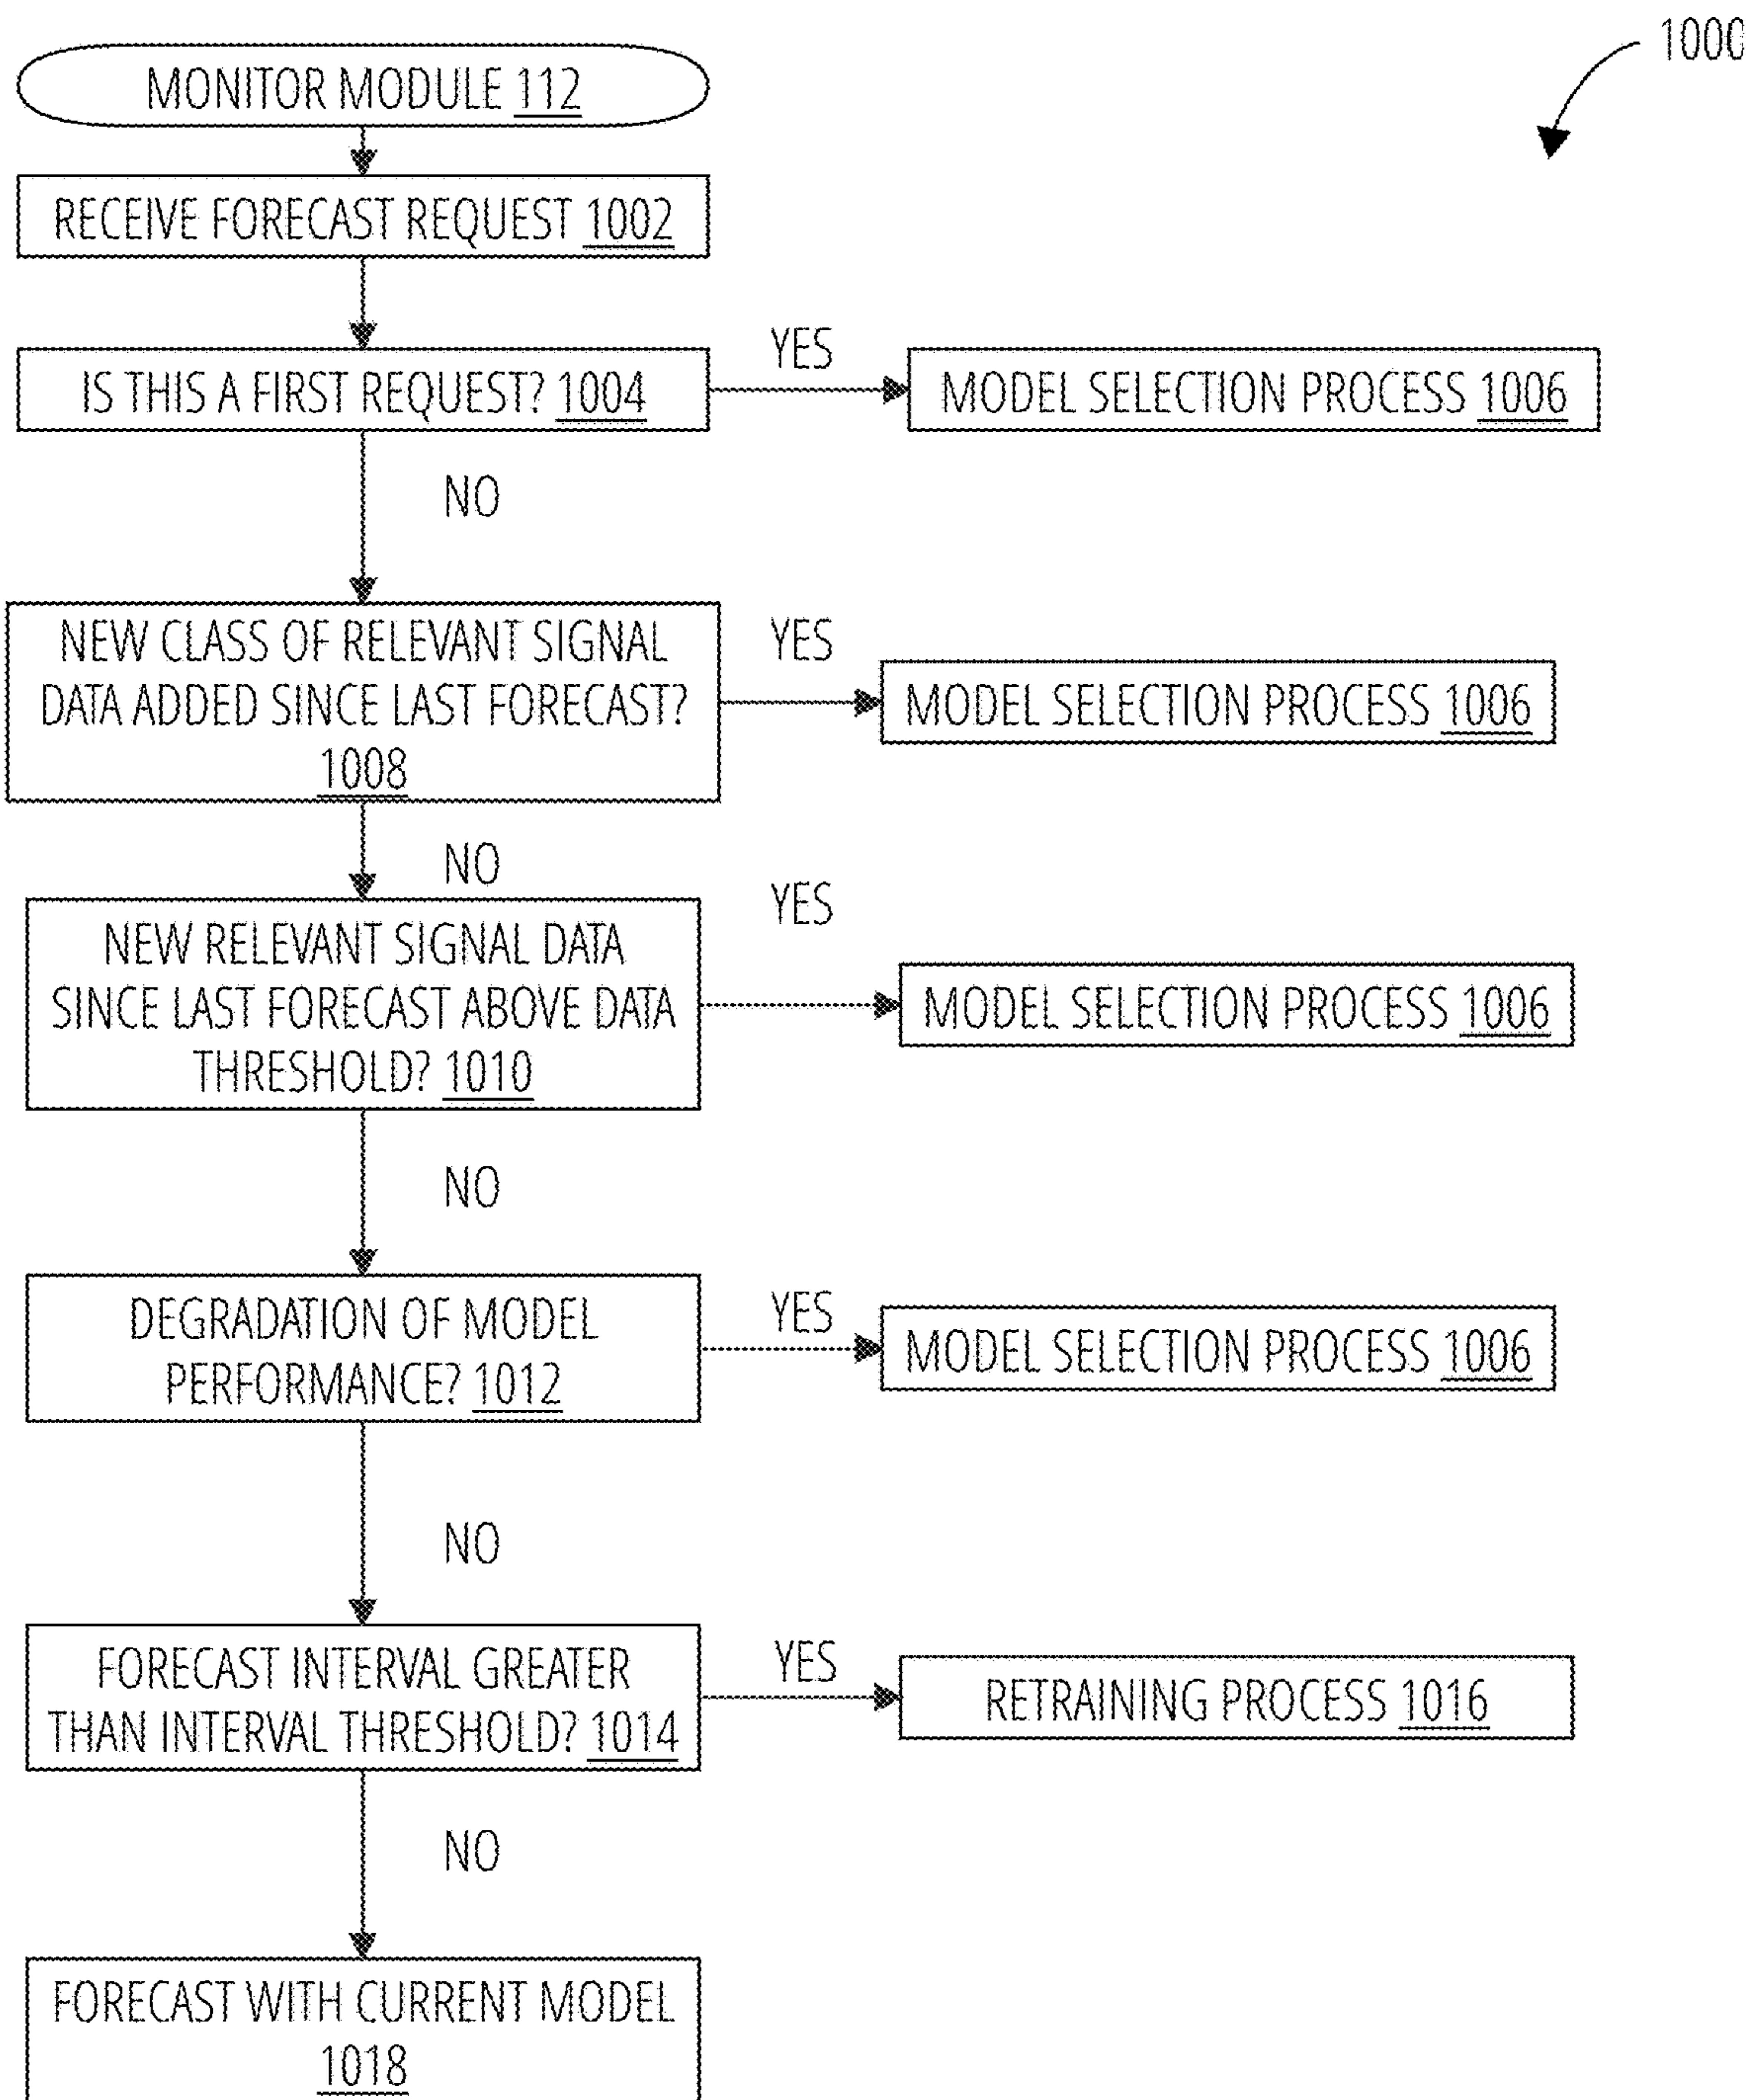 1000
MONITOR MODULE 112
RECEIVE FORECAST REQUEST 1002
IS THIS A FIRST REQUEST? 1004
YES
MODEL SELECTION PROCESS 1006
NO
NEW CLASS OF RELEVANT SIGNAL
DATA ADDED SINCE LAST FORECAST?
1008
YES
MODEL SELECTION PROCESS 1006
NO
NEW RELEVANT SIGNAL DATA
SINCE LAST FORECAST ABOVE DATA
THRESHOLD? 1010
YES
MODEL SELECTION PROCESS 1006
NO
DEGRADATION OF MODEL
PERFORMANCE? 1012
YES
MODEL SELECTION PROCESS 1006
NO
FORECAST INTERVAL GREATER
THAN INTERVAL THRESHOLD? 1014
YES
RETRAINING PROCESS 1016
NO
FORECAST WITH CURRENT MODEL
1018